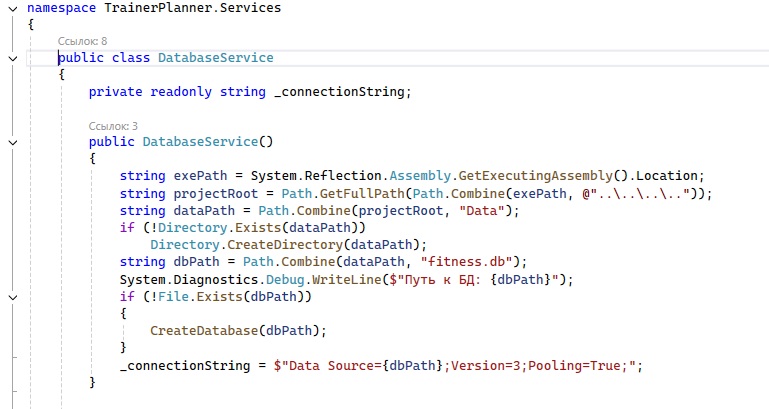 namespace TrainerPlanner.Services
{
Ссылок: 8
public class DatabaseService
{
private readonly string _connectionString;
Ссылок: 3
public DatabaseService()
{
string exePath = System.Reflection.Assembly.GetExecutingAssembly().Location;
string projectRoot = Path.GetFullPath(Path.Combine(exePath, @"..\..\..\.."));
string dataPath = Path.Combine(projectRoot, "Data");
if (!Directory.Exists(dataPath))
Directory.CreateDirectory(dataPath);
string dbPath = Path.Combine(dataPath, "fitness.db");
System.Diagnostics.Debug.WriteLine($"Путь к БД: {dbPath}");
if (!File.Exists(dbPath))
{
CreateDatabase(dbPath);
}
_connectionString = $"Data Source={dbPath};Version=3;Pooling=True;";
}